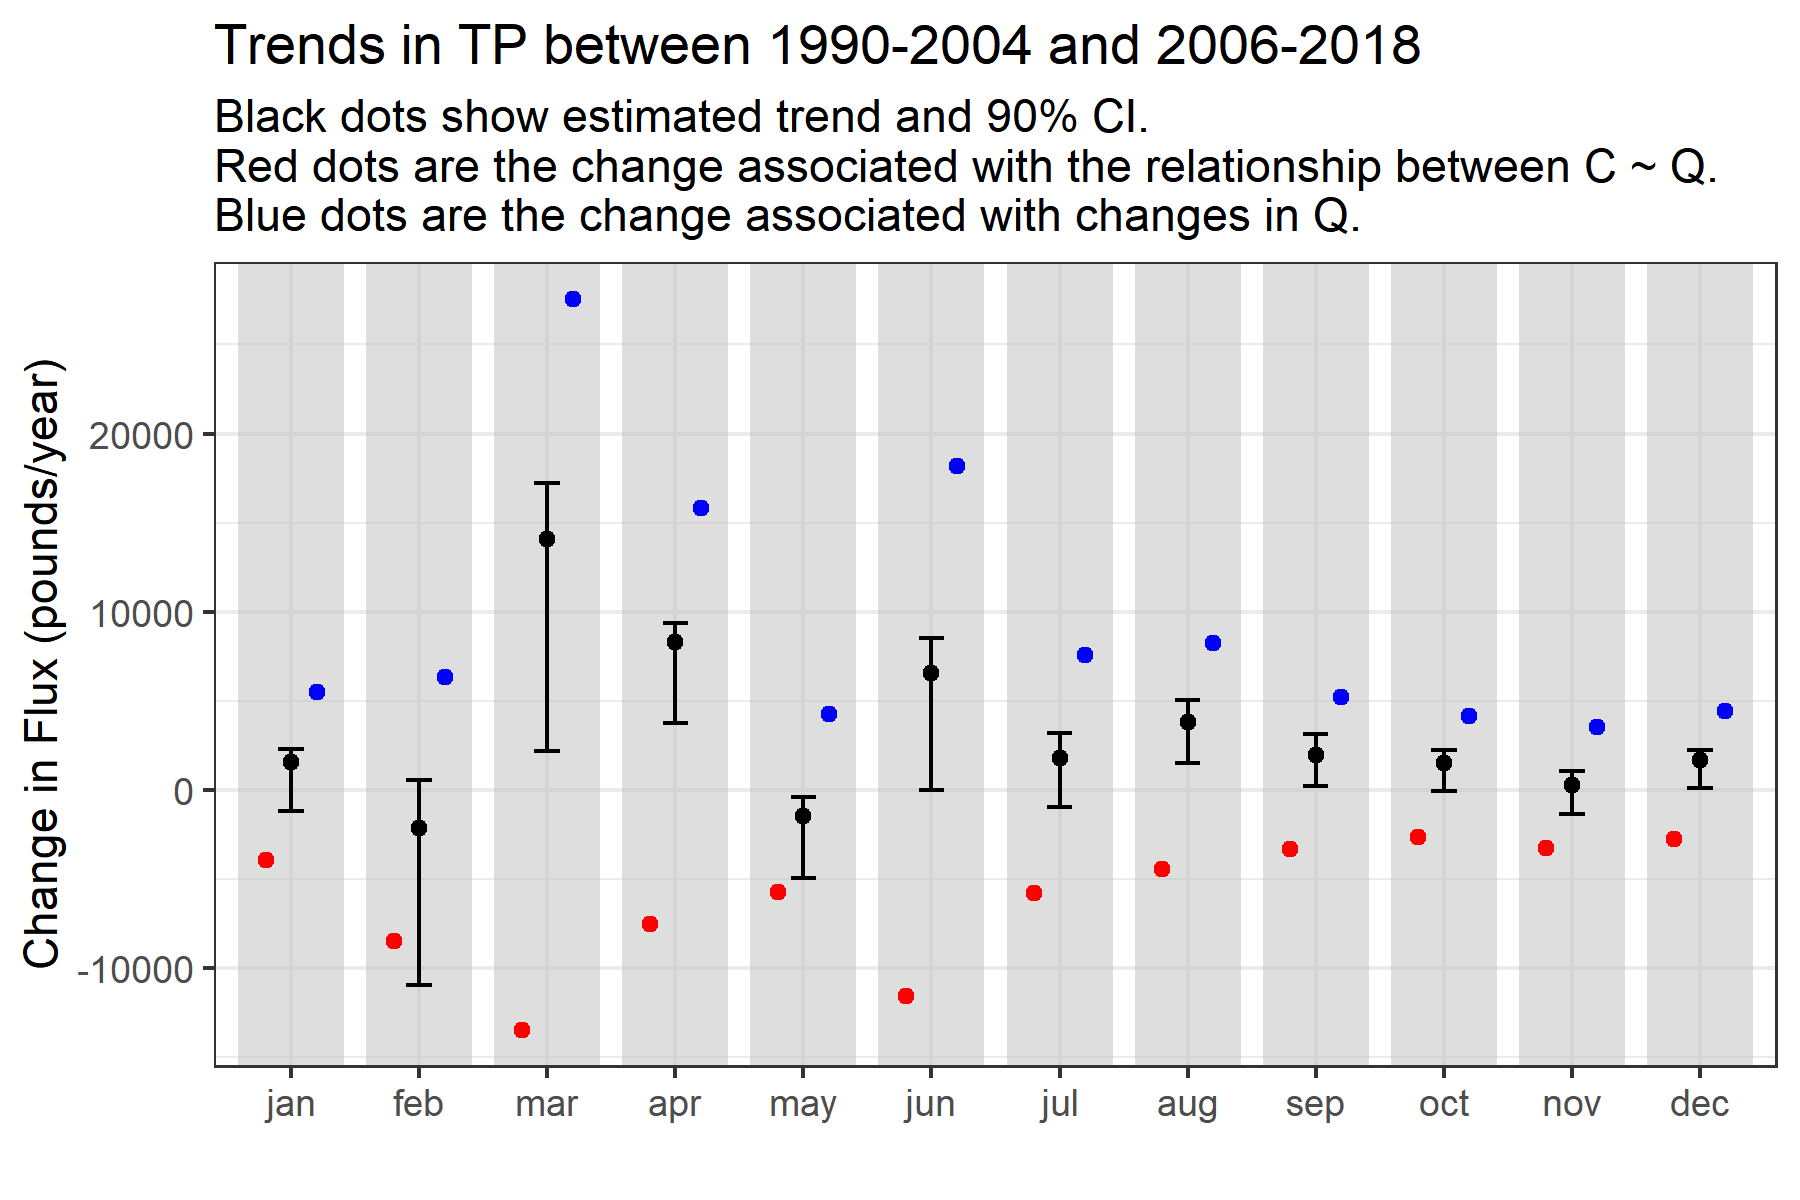 Trends in TP between 1990-2004 and 2006-2018
Black dots show estimated trend and 90% CI.
Red dots are the change associated with the relationship between C ~ Q.
Blue dots are the change associated with changes in Q.
Change in Flux (pounds/year)
20000
10000
0
-10000
jan feb mar apr may jun jul aug sep oct nov dec